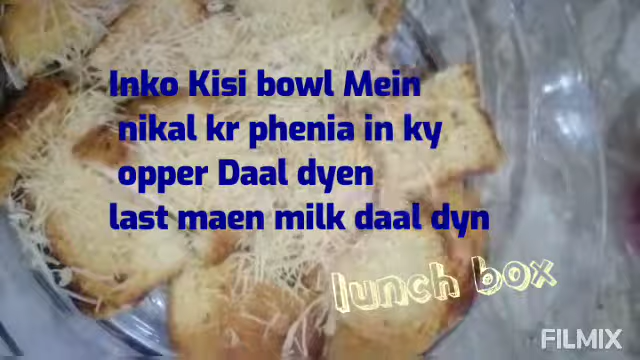 Inko Kisi bowl Mein
nikal kr phenia in ky
opper Daal dyen
last maen milk daal dyn
lunch box
FILMIX